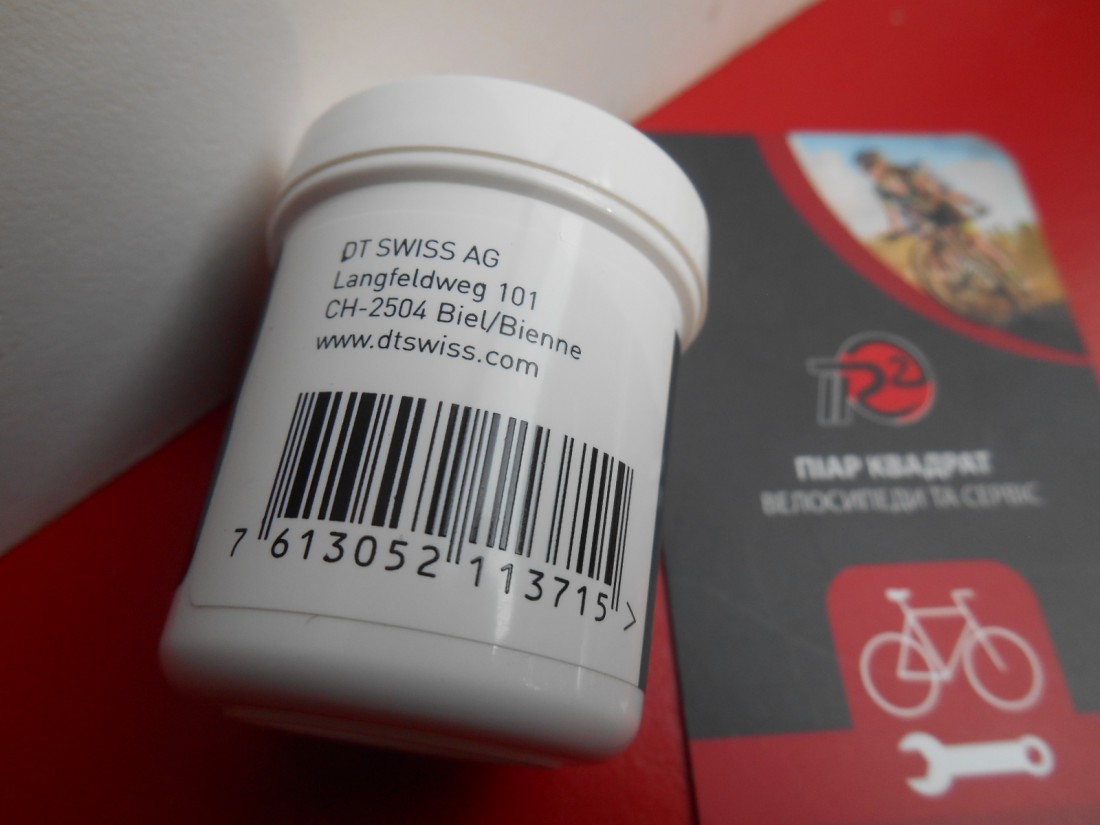 DT SWISS AG
Langfeldweg 101
CH-2504 Biel/Bienne
www.dtswiss.com
7 613052 113715 >
ПR2
ПІАР КВАДРАТ
ВЕЛОСИПЕДИ ТА СЕРВІС